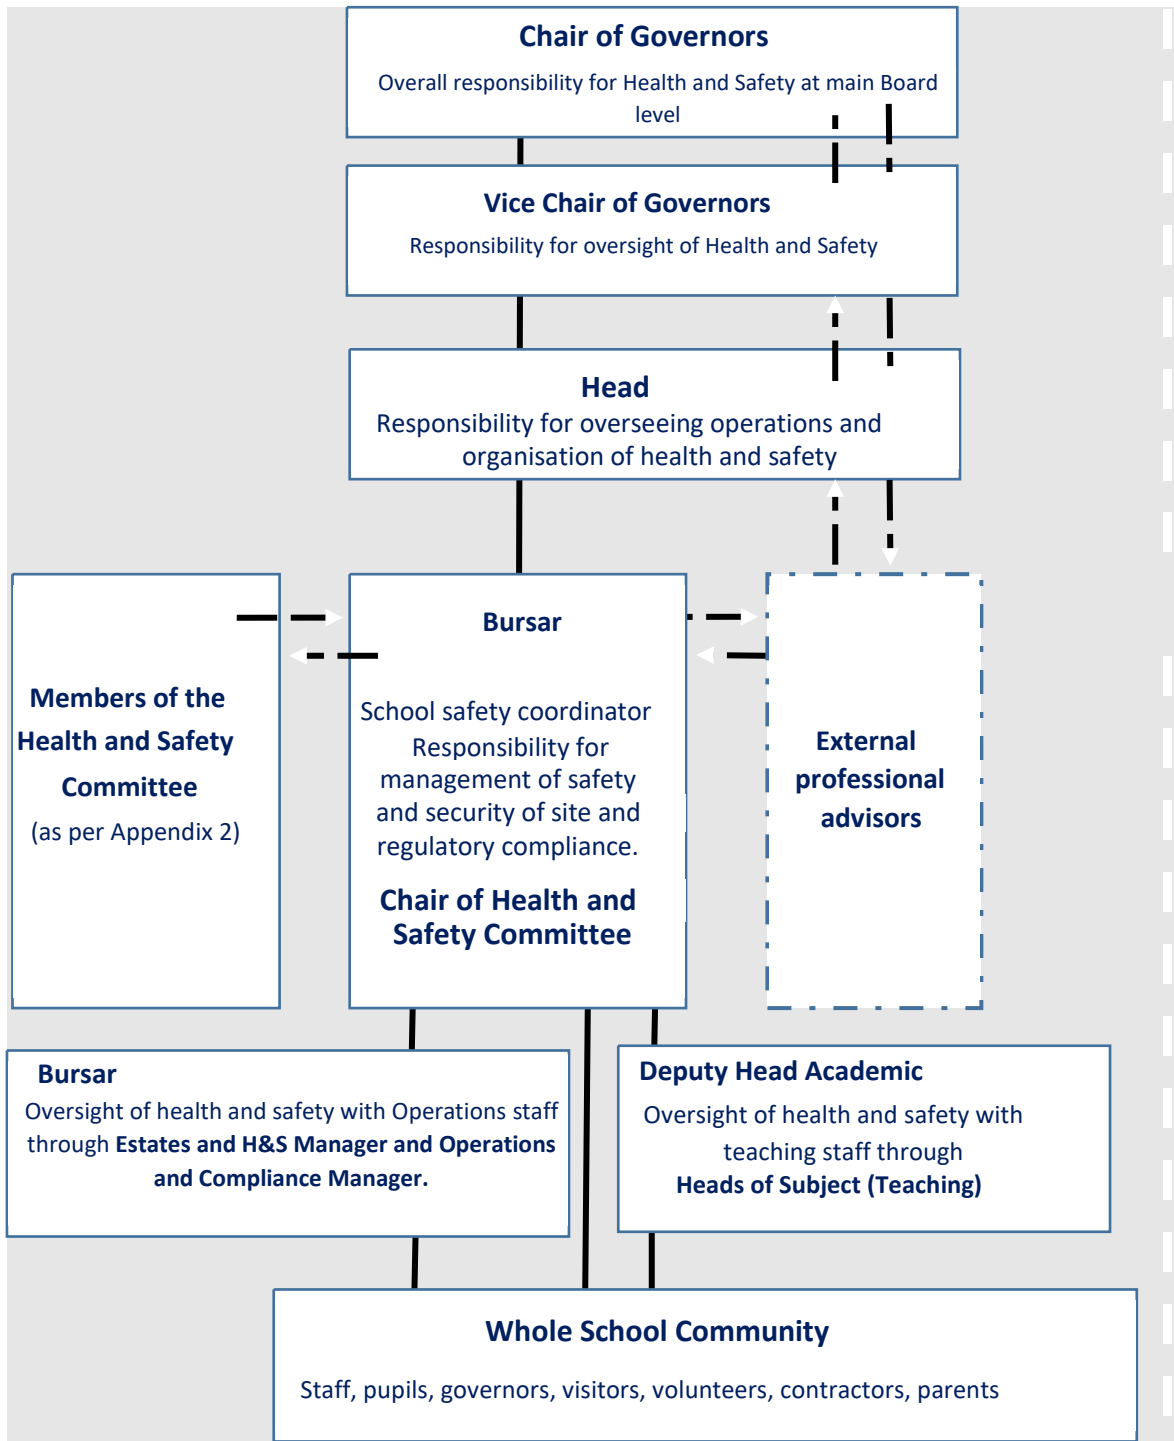 Chair of Governors
Overall responsibility for Health and Safety at main Board
level
Vice Chair of Governors
Responsibility for oversight of Health and Safety
Head
Responsibility for overseeing operations and
organisation of health and safety
Members of the
Health and Safety
Committee
(as per Appendix 2)
Bursar
School safety coordinator
Responsibility for
management of safety
and security of site and
regulatory compliance.
Chair of Health and
Safety Committee
External
professional
advisors
Bursar
Oversight of health and safety with Operations staff
through Estates and H&S Manager and Operations
and Compliance Manager.
Deputy Head Academic
Oversight of health and safety with
teaching staff through
Heads of Subject (Teaching)
Whole School Community
Staff, pupils, governors, visitors, volunteers, contractors, parents